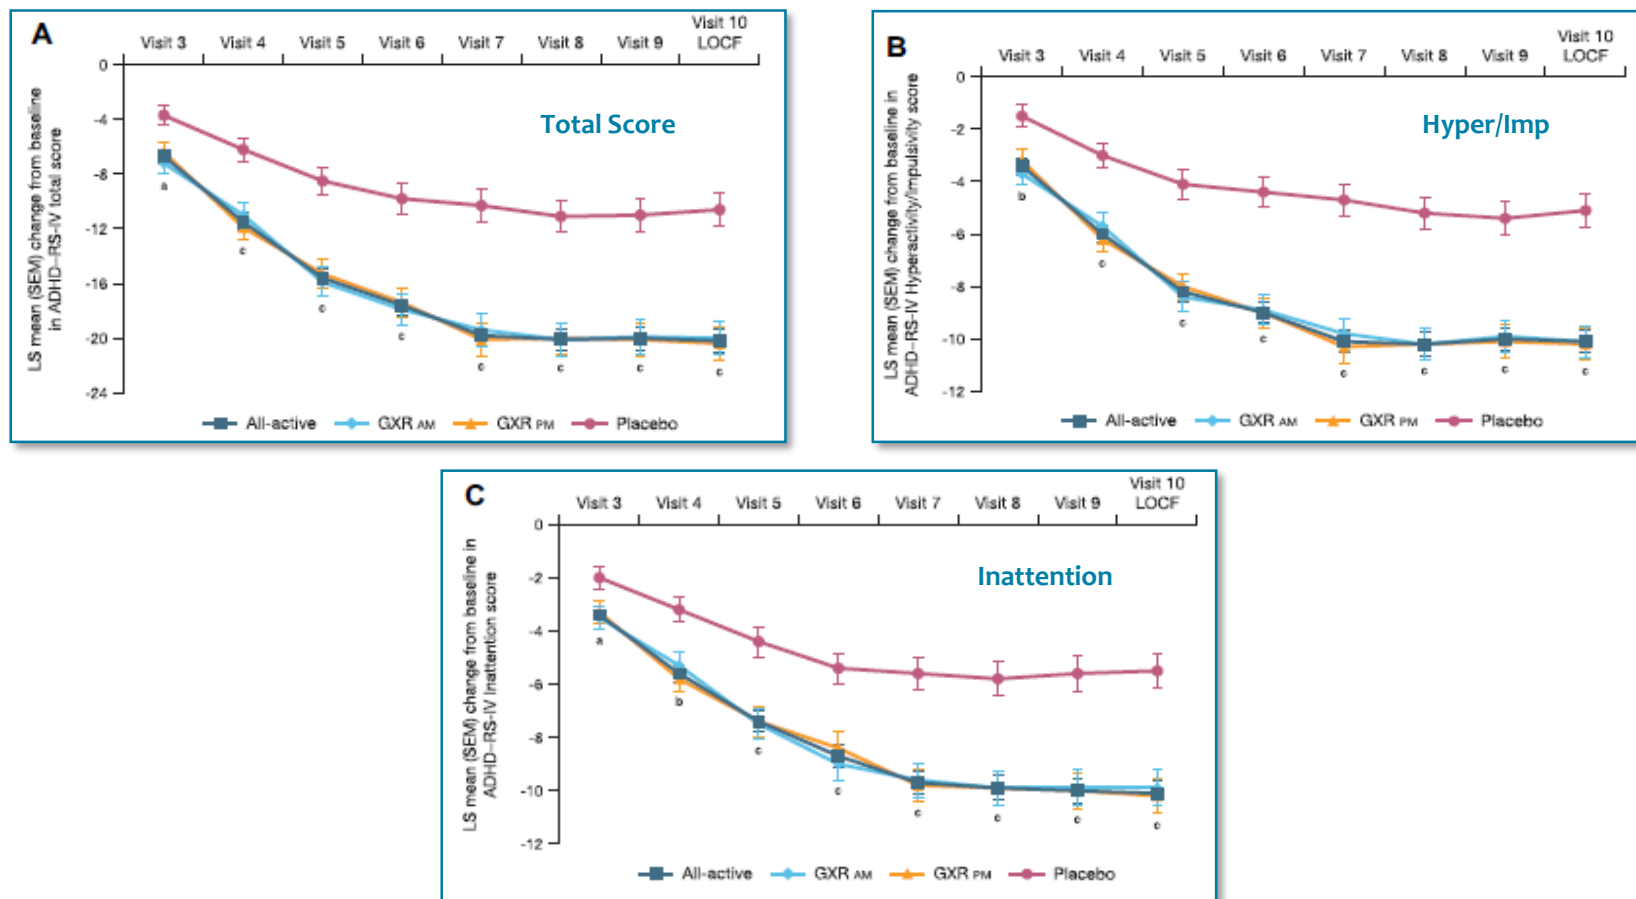 A
Visit 3 Visit 4 Visit 5 Visit 6 Visit 7 Visit 8 Visit 9 Visit 10 LOCF
LS mean (SEM) change from baseline
in ADHD–RS-IV total score
0
-4
-8
-12
-16
-20
-24
Total Score
a c c c c c c c
All-active GXR AM GXR PM Placebo
B
Visit 3 Visit 4 Visit 5 Visit 6 Visit 7 Visit 8 Visit 9 Visit 10 LOCF
LS mean (SEM) change from baseline in
ADHD–RS-IV Hyperactivity/Impulsivity score
0
-2
-4
-6
-8
-10
-12
Hyper/Imp
b c c c c c c c
All-active GXR AM GXR PM Placebo
C
Visit 3 Visit 4 Visit 5 Visit 6 Visit 7 Visit 8 Visit 9 Visit 10 LOCF
LS mean (SEM) change from baseline in
ADHD–RS-IV Inattention score
0
-2
-4
-6
-8
-10
-12
Inattention
a b c c c c c c
All-active GXR AM GXR PM Placebo